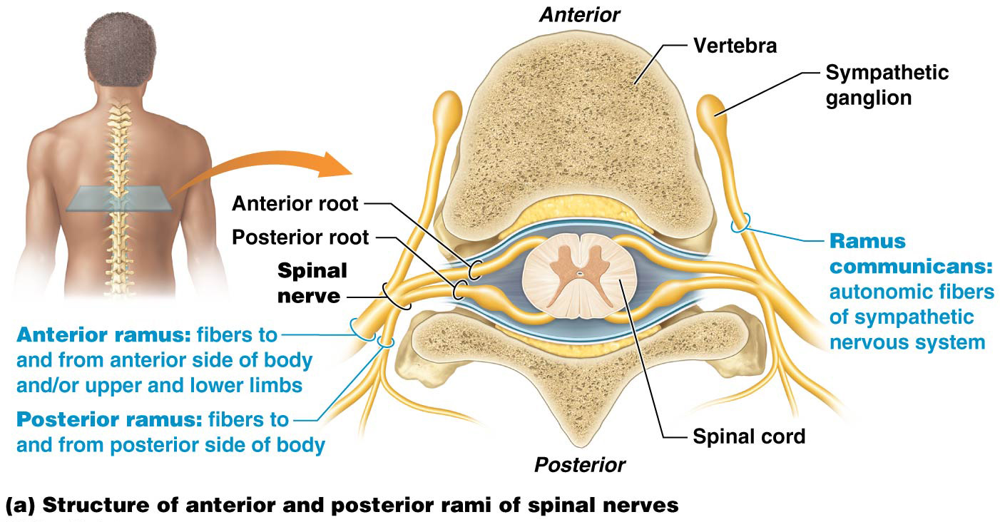 Anterior
Vertebra
Sympathetic
ganglion
Anterior root
Posterior root
Spinal
nerve
Ramus
communicans:
autonomic fibers
of sympathetic
nervous system
Anterior ramus: fibers to
and from anterior side of body
and/or upper and lower limbs
Posterior ramus: fibers to
and from posterior side of body
Spinal cord
Posterior
(a) Structure of anterior and posterior rami of spinal nerves